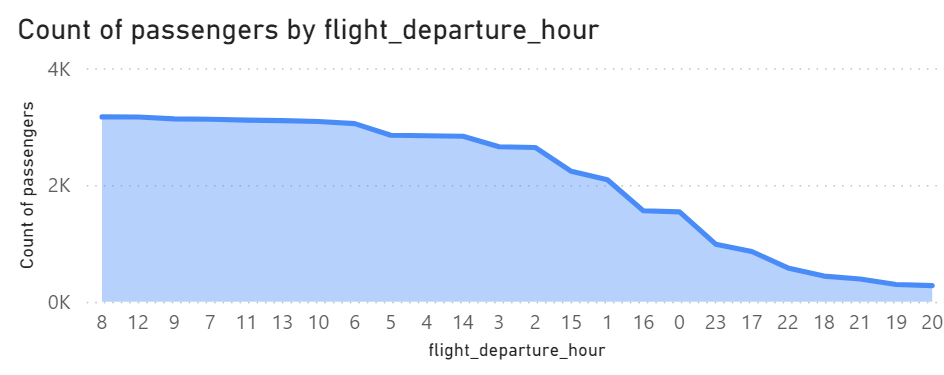 Count of passengers by flight_departure_hour
Count of passengers
4K
2K
0K
8 12 9 7 11 13 10 6 5 4 14 3 2 15 1 16 0 23 17 22 18 21 19 20
flight_departure_hour